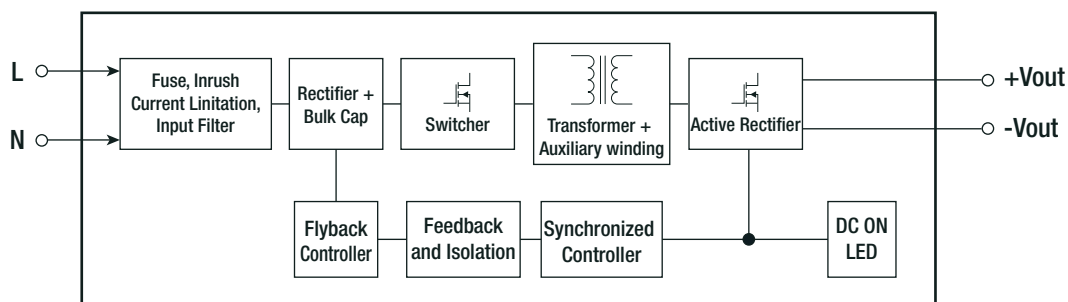 L
N
Fuse, Inrush
Current Linitation,
Input Filter
Rectifier +
Bulk Cap
Switcher
Transformer +
Auxiliary winding
Active Rectifier
+Vout
-Vout
Flyback
Controller
Feedback
and Isolation
Synchronized
Controller
DC ON
LED